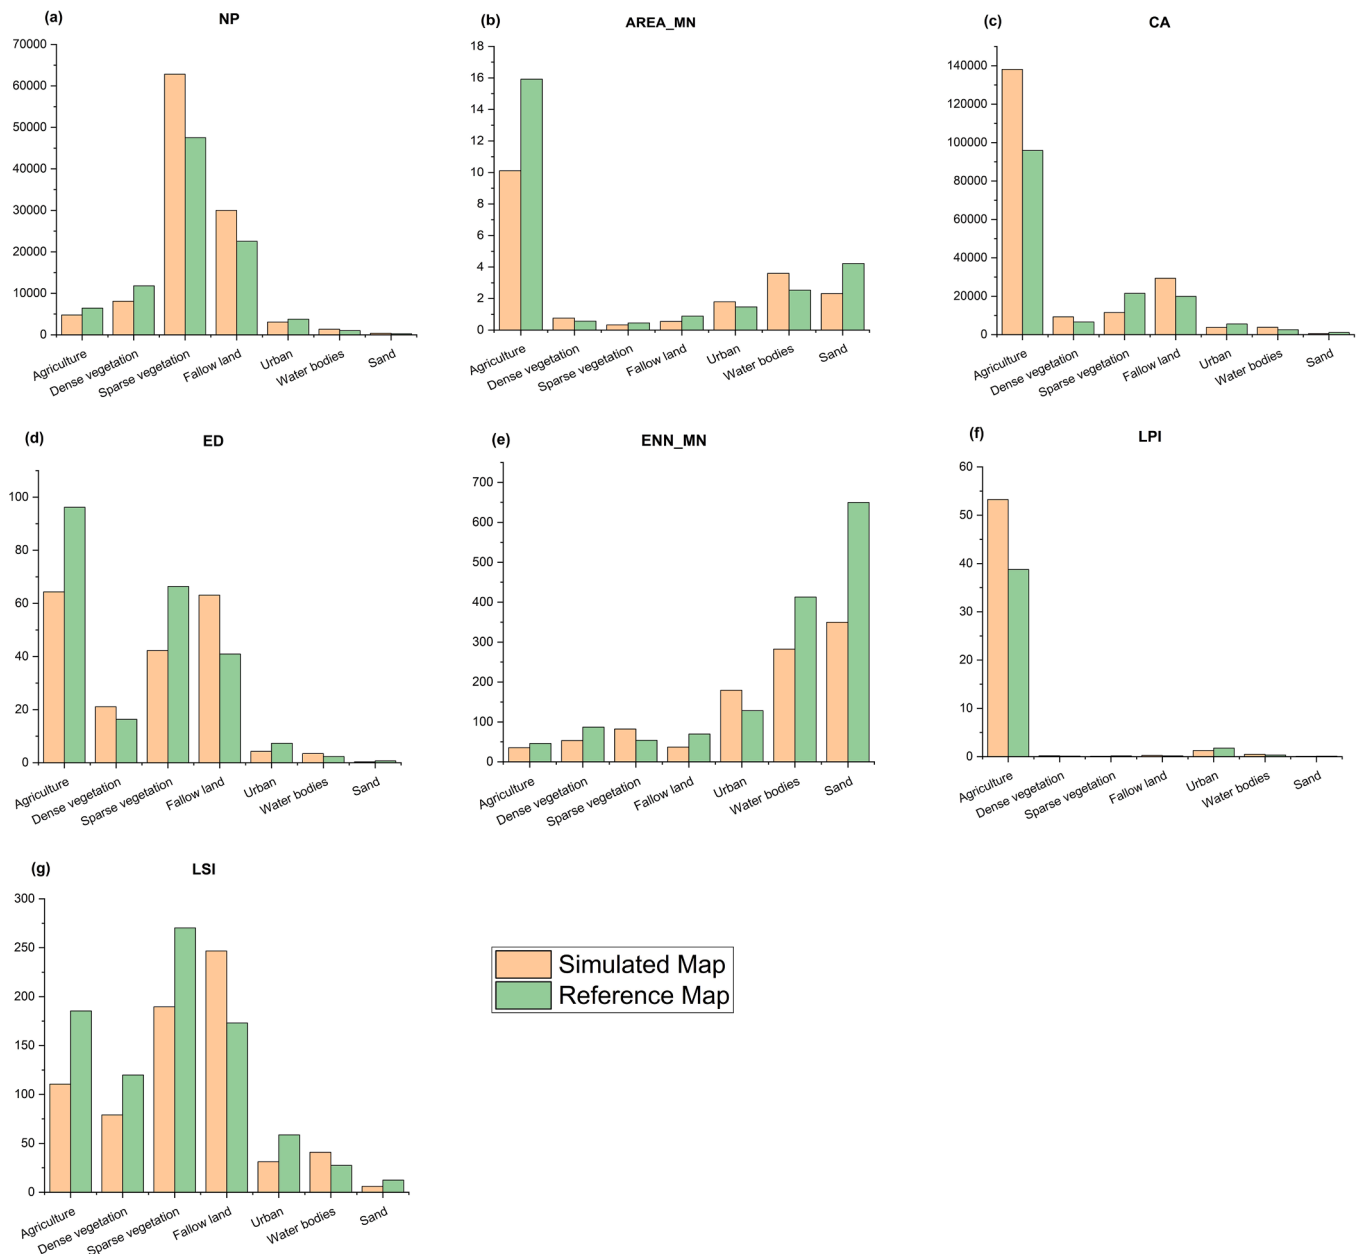 (a)
NP
70000
60000
50000
40000
30000
20000
10000
0
Agriculture
Dense vegetation
Sparse vegetation
Fallow land
Urban
Water bodies
Sand
(b)
AREA_MN
18
16
14
12
10
8
6
4
2
0
Agriculture
Dense vegetation
Sparse vegetation
Fallow land
Urban
Water bodies
Sand
(c)
CA
140000
120000
100000
80000
60000
40000
20000
0
Agriculture
Dense vegetation
Sparse vegetation
Fallow land
Urban
Water bodies
Sand
(d)
ED
100
80
60
40
20
0
Agriculture
Dense vegetation
Sparse vegetation
Fallow land
Urban
Water bodies
Sand
(e)
ENN_MN
700
600
500
400
300
200
100
0
Agriculture
Dense vegetation
Sparse vegetation
Fallow land
Urban
Water bodies
Sand
(f)
LPI
60
50
40
30
20
10
0
Agriculture
Dense vegetation
Sparse vegetation
Fallow land
Urban
Water bodies
Sand
(g)
LSI
300
250
200
150
100
50
0
Agriculture
Dense vegetation
Sparse vegetation
Fallow land
Urban
Water bodies
Sand
Simulated Map
Reference Map